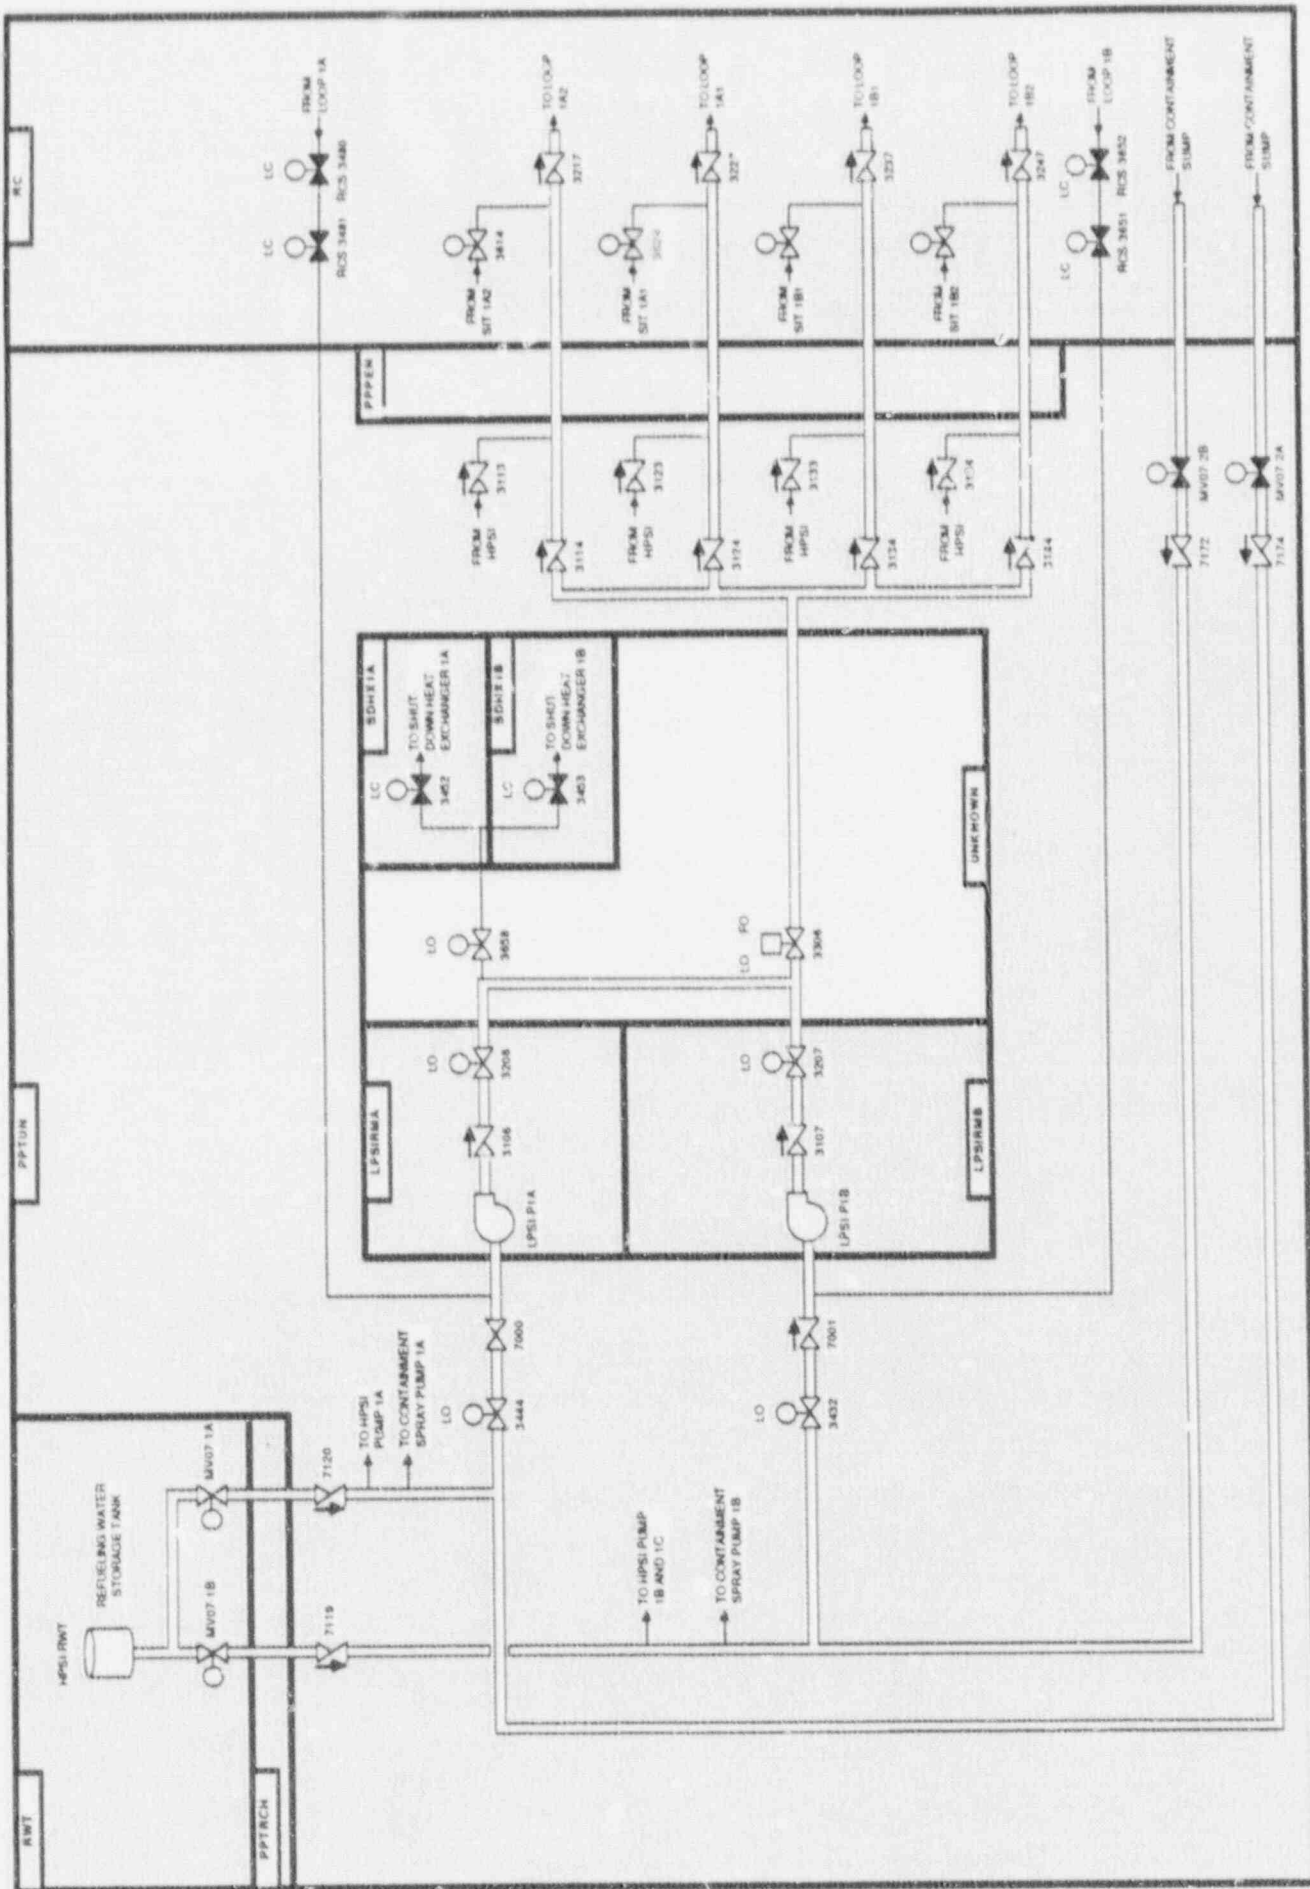 RWT
PPTUN
RC
HPSI RWT
REFUELING WATER
STORAGE TANK
MV07 1B
MV07 1A
PPTRCH
7119
7120
LC
LC
FROM
LOOP 1A
RCS 3481
RCS 3480
TO HPSI
PUMP 1A
TO CONTAINMENT
SPRAY PUMP 1A
LPSIRMA
SDHX1A
PPPEN
LC
TO SHUT
DOWN HEAT
EXCHANGER 1A
3452
SDHX1B
LC
TO SHUT
DOWN HEAT
EXCHANGER 1B
3453
LO
3444
7000
LPSI P1A
3106
LO
3206
LO
3658
FROM
HPSI
3113
3114
FROM
SIT 1A2
3614
3217
TO LOOP
1A2
FROM
HPSI
3123
3124
FROM
SIT 1A1
TO LOOP
1A1
TO HPSI PUMP
1B AND 1C
TO CONTAINMENT
SPRAY PUMP 1B
LO
3432
7001
LPSI P1B
3107
LO
3207
LO
FO
3306
FROM
HPSI
3133
3134
FROM
SIT 1B1
3237
TO LOOP
1B1
FROM
HPSI
3144
FROM
SIT 1B2
3247
TO LOOP
1B2
LPSIRMB
UNKNOWN
LC
LC
FROM
LOOP 1B
RCS 3651
RCS 3652
7172
MV07 2B
FROM CONTAINMENT
SUMP
7174
MV07 2A
FROM CONTAINMENT
SUMP